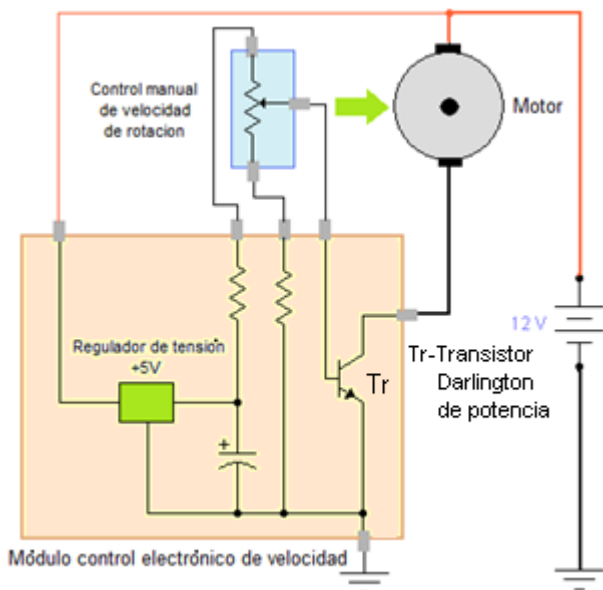 Control manual
de velocidad
de rotacion
Motor
Regulador de tensión
+5V
+
Tr
12 V
Tr-Transistor
Darlington
de potencia
Módulo control electrónico de velocidad